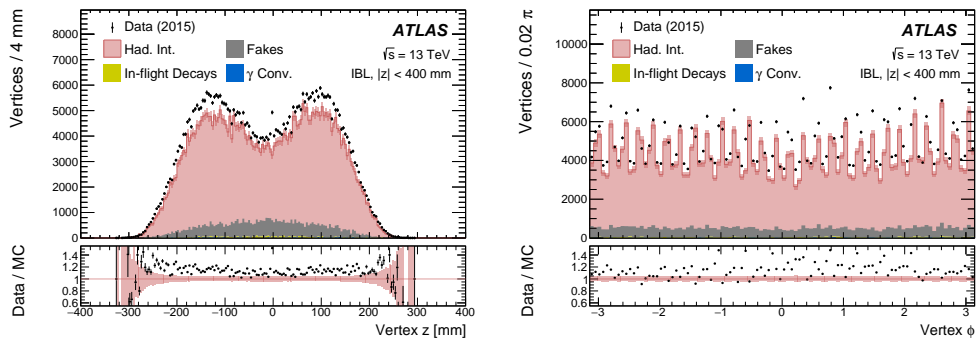 Vertices / 4 mm
9000
8000
7000
6000
5000
4000
3000
2000
1000
0
Data (2015)
Had. Int.
Fakes
In-flight Decays
γ Conv.
ATLAS
√s = 13 TeV
IBL, |z| < 400 mm
Data / MC
1.4
1.2
1
0.8
0.6
−400 −300 −200 −100 0 100 200 300 400
Vertex z [mm]
Vertices / 0.02 π
10000
8000
6000
4000
2000
0
Data (2015)
Had. Int.
Fakes
In-flight Decays
γ Conv.
ATLAS
√s = 13 TeV
IBL, |z| < 400 mm
Data / MC
1.4
1.2
1
0.8
0.6
−3 −2 −1 0 1 2 3
Vertex ϕ